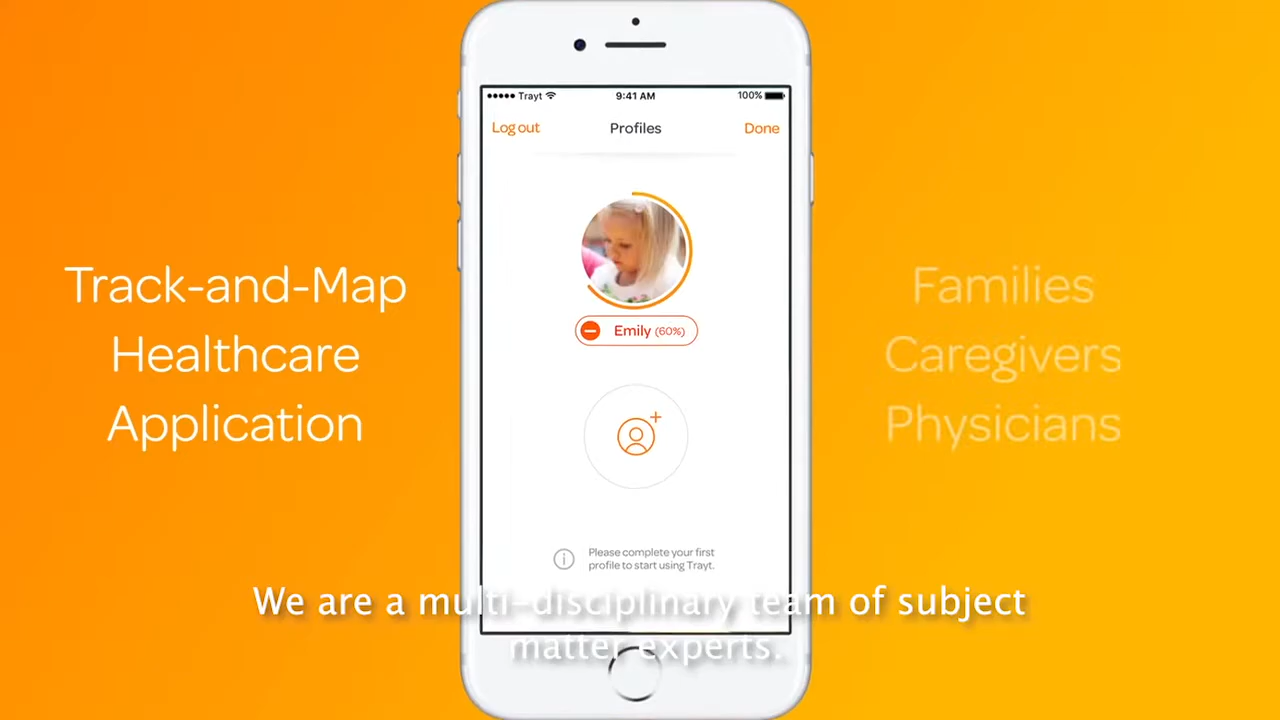 ●●●●● Trayt
9:41 AM
100%
Log out
Profiles
Done
Emily (60%)
Please complete your first
profile to start using Trayt.
Track-and-Map
Healthcare
Application
Families
Caregivers
Physicians
We are a multi-disciplinary team of subject
matter experts.